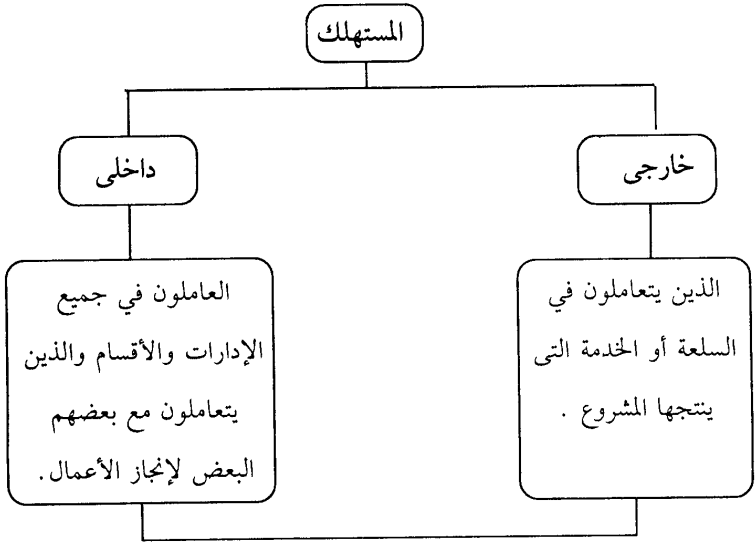 المستهلك
خارجى
داخلى
الذين يتعاملون في
السلعة أو الخدمة التى
ينتجها المشروع .
العاملون في جميع
الإدارات والأقسام والذين
يتعاملون مع بعضهم
البعض لإنجاز الأعمال .